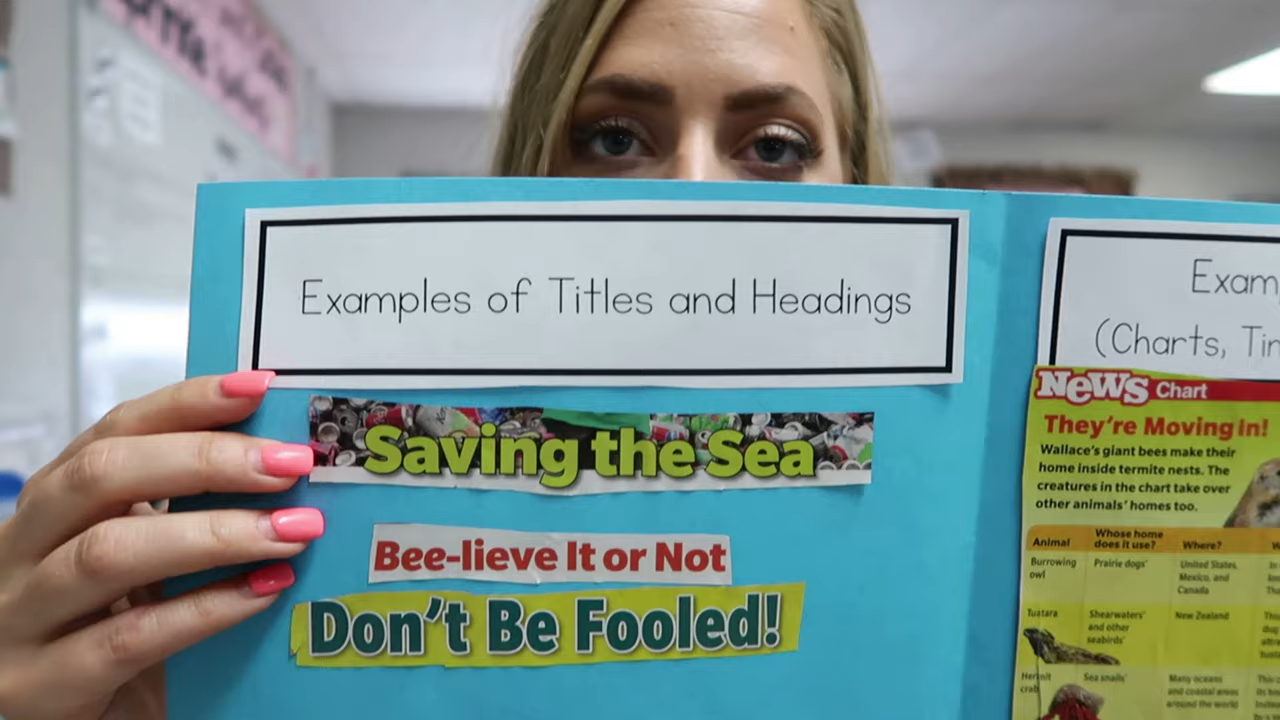 Examples of Titles and Headings
Saving the Sea
Bee-lieve It or Not
Don't Be Fooled!
Exam
(Charts, Tim
News Chart
They're Moving In!
Wallace's giant bees make their
home inside termite nests. The
creatures in the chart take over
other animals' homes too.
Animal
Whose home
does it use?
Where?
Burrowing
owl
Prairie dogs'
United States,
Mexico, and
Canada
Tuatara
Shearwaters'
and other
seabirds'
New Zealand
Hermit
crab
Sea snails'
Many oceans
and coastal areas
around the world